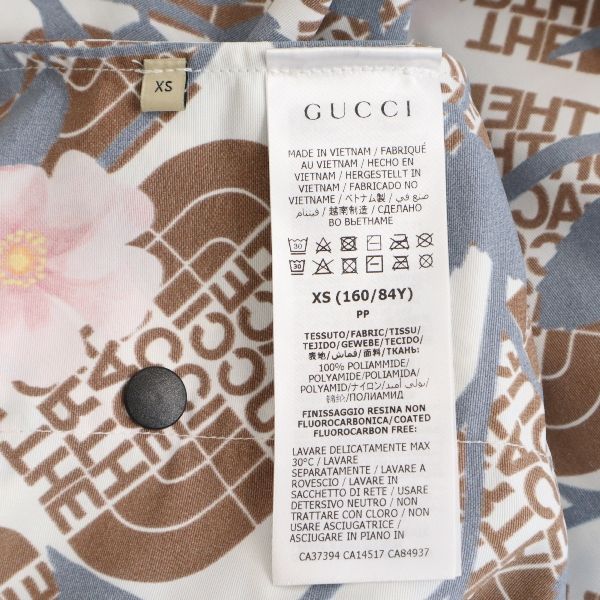 XS
GUCCI
MADE IN VIETNAM / FABRIQUÉ
AU VIETNAM / HECHO EN
VIETNAM / HERGESTELLT IN
VIETNAM / FABRICADO NO
VIETNAME / ベトナム製 / صنع في
فيتنام / 越南制造 / СДЕЛАНО
ВО ВЬЕТНАМЕ
30
30
XS (160/84Y)
PP
TESSUTO/FABRIC/TISSU/
TEJIDO/GEWEBE/TECIDO/
表地/قماش/面料/ТКАНЬ:
100% POLIAMMIDE/
POLYAMIDE/POLIAMIDA/
POLYAMID/ナイロン/بولي أميد/
锦纶/ПОЛИАМИД
FINISSAGGIO RESINA NON
FLUOROCARBONICA/COATED
FLUOROCARBON FREE:
LAVARE DELICATAMENTE MAX
30°C / LAVARE
SEPARATAMENTE / LAVARE A
ROVESCIO / LAVARE IN
SACCHETTO DI RETE / USARE
DETERSIVO NEUTRO / NON
TRATTARE CON CLORO / NON
USARE ASCIUGATRICE /
ASCIUGARE IN PIANO IN
CA37394 CA14517 CA84937